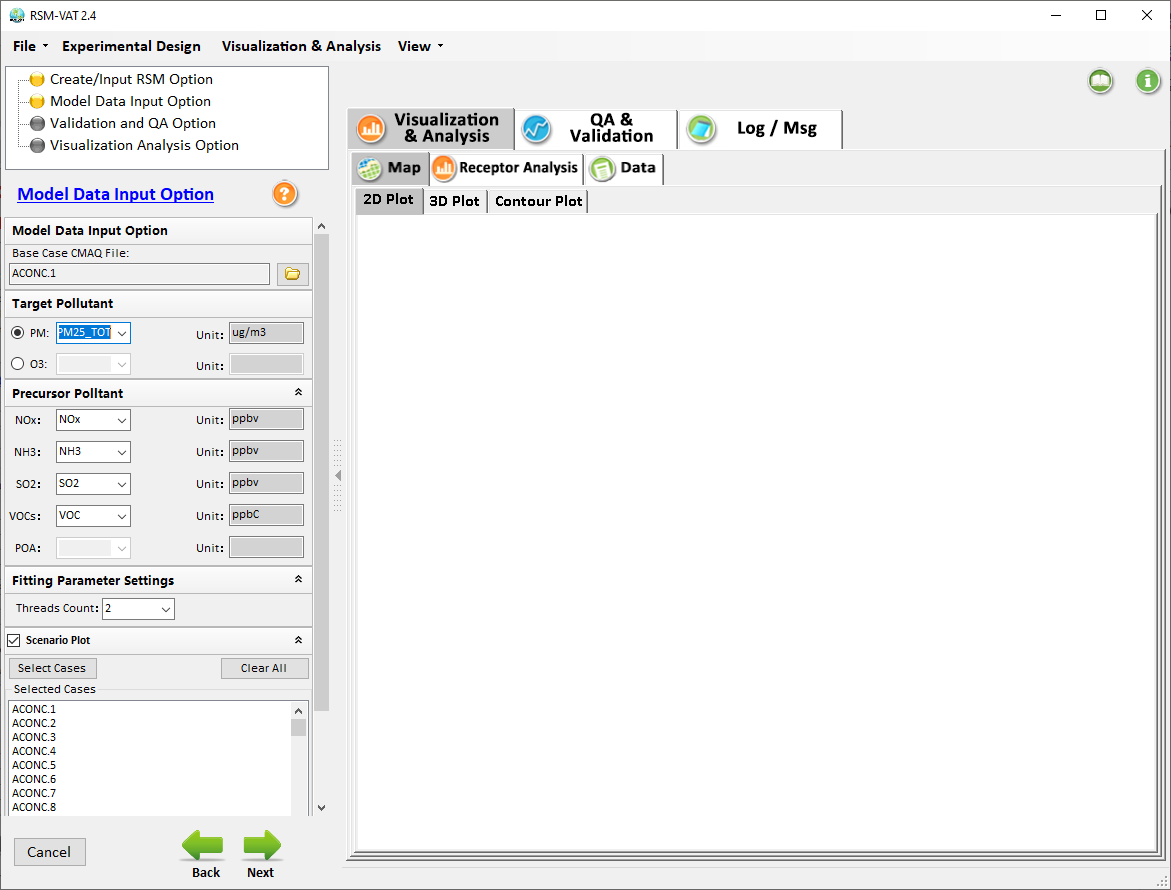 RSM-VAT 2.4
File Experimental Design Visualization & Analysis View
Create/Input RSM Option
Model Data Input Option
Validation and QA Option
Visualization Analysis Option
Model Data Input Option
?
Model Data Input Option
Base Case CMAQ File:
ACONC.1
Target Pollutant
PM: PM25_TOT Unit: ug/m3
O3: Unit:
Precursor Polltant
NOx: NOx Unit: ppbv
NH3: NH3 Unit: ppbv
SO2: SO2 Unit: ppbv
VOCs: VOC Unit: ppbC
POA: Unit:
Fitting Parameter Settings
Threads Count: 2
Scenario Plot
Select Cases Clear All
Selected Cases
ACONC.1
ACONC.2
ACONC.3
ACONC.4
ACONC.5
ACONC.6
ACONC.7
ACONC.8
Cancel Back Next
i
Visualization
& Analysis
QA &
Validation
Log / Msg
Map Receptor Analysis Data
2D Plot 3D Plot Contour Plot